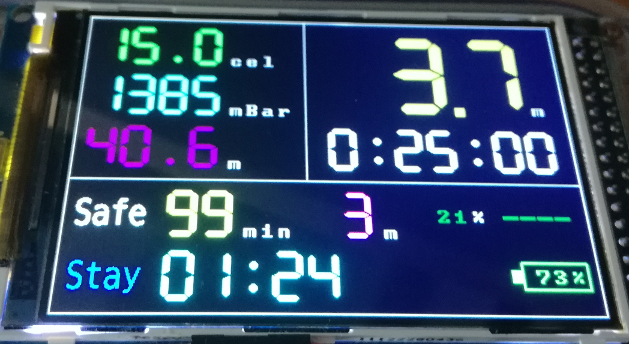 15.0 cel
1385 mBar
40.6 m
3.7 m
0:25:00
Safe 99 min 3 m 21% ----
Stay 01:24
73%